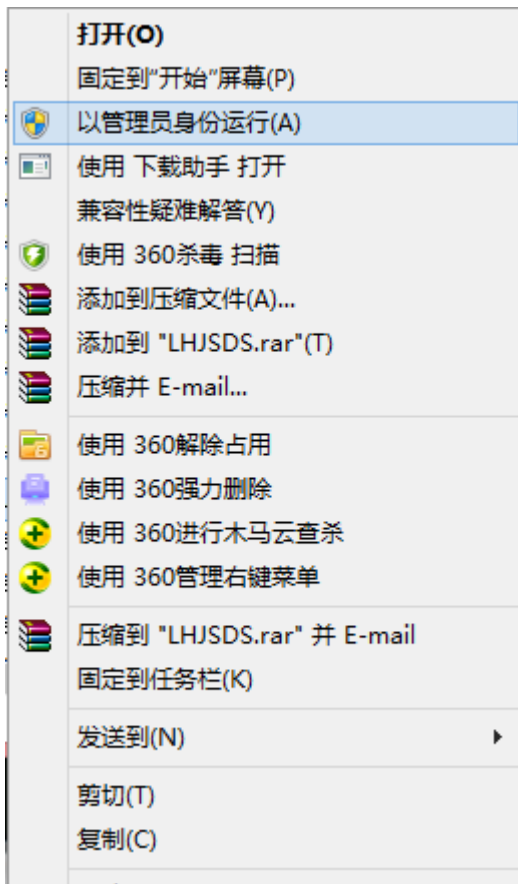 打开(O)
固定到"开始"屏幕(P)
以管理员身份运行(A)
使用 下载助手 打开
兼容性疑难解答(Y)
使用 360杀毒 扫描
添加到压缩文件(A)...
添加到 "LHJSDS.rar"(T)
压缩并 E-mail...
使用 360解除占用
使用 360强力删除
使用 360进行木马云查杀
使用 360管理右键菜单
压缩到 "LHJSDS.rar" 并 E-mail
固定到任务栏(K)
发送到(N)
剪切(T)
复制(C)